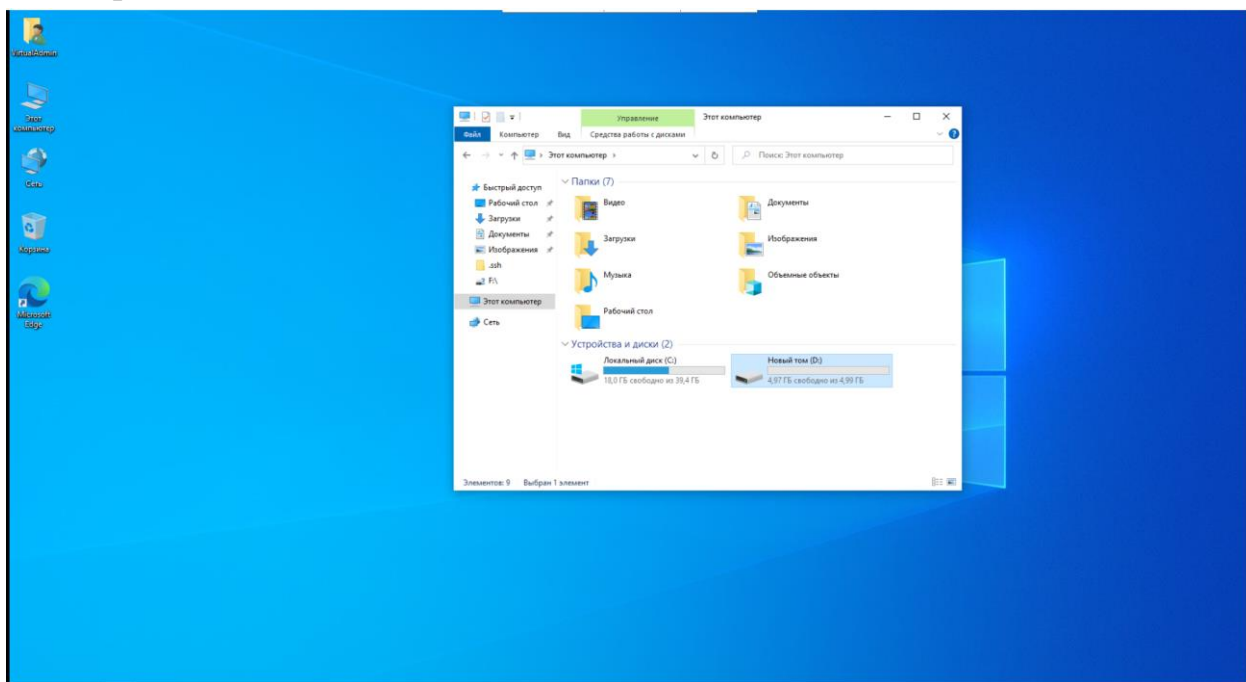 VirtualAdmin
Этот
компьютер
Сеть
Корзина
Microsoft
Edge
Управление
Этот компьютер
Файл
Компьютер
Вид
Средства работы с дисками
Этот компьютер
Поиск: Этот компьютер
Быстрый доступ
Рабочий стол
Загрузки
Документы
Изображения
.ssh
F:\
Этот компьютер
Сеть
Папки (7)
Видео
Документы
Загрузки
Изображения
Музыка
Объемные объекты
Рабочий стол
Устройства и диски (2)
Локальный диск (C:)
18,0 ГБ свободно из 39,4 ГБ
Новый том (D:)
4,97 ГБ свободно из 4,99 ГБ
Элементов: 9
Выбран 1 элемент